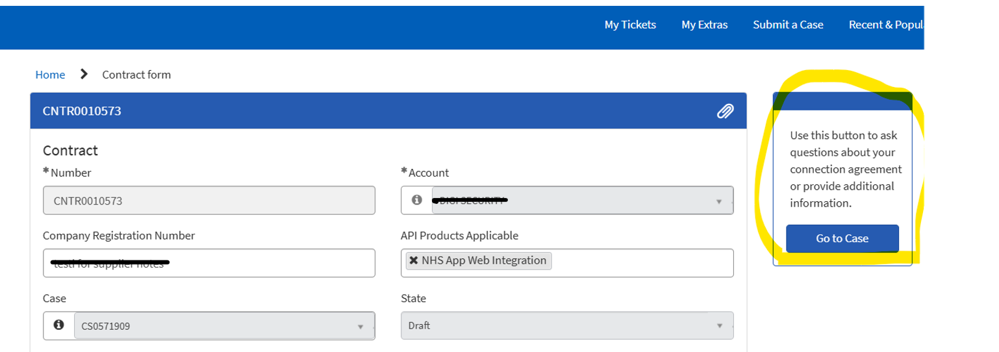 My Tickets My Extras Submit a Case Recent & Popul
Home Contract form
CNTR0010573
Contract
*Number
*Account
CNTR0010573
Company Registration Number
API Products Applicable
✖ NHS App Web Integration
Case
State
CS0571909
Draft
Use this button to ask
questions about your
connection agreement
or provide additional
information.
Go to Case